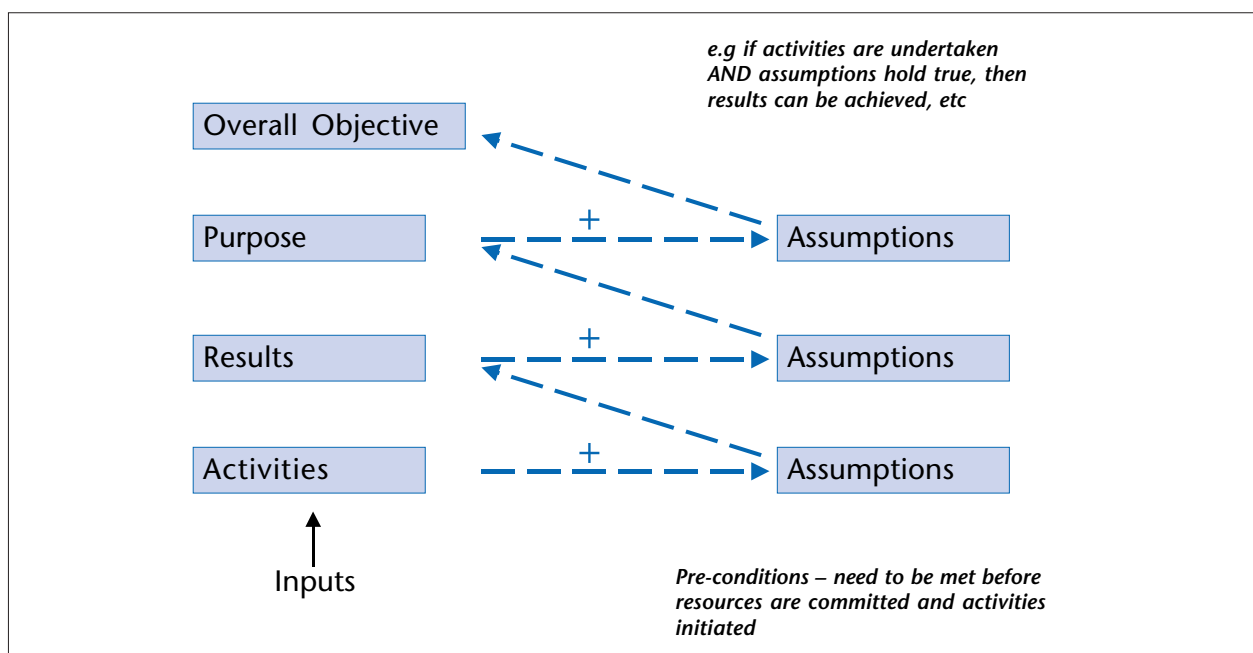 e.g if activities are undertaken
AND assumptions hold true, then
results can be achieved, etc
Overall Objective
+
Purpose
Assumptions
+
Results
Assumptions
+
Activities
Assumptions
Inputs
Pre-conditions – need to be met before
resources are committed and activities
initiated